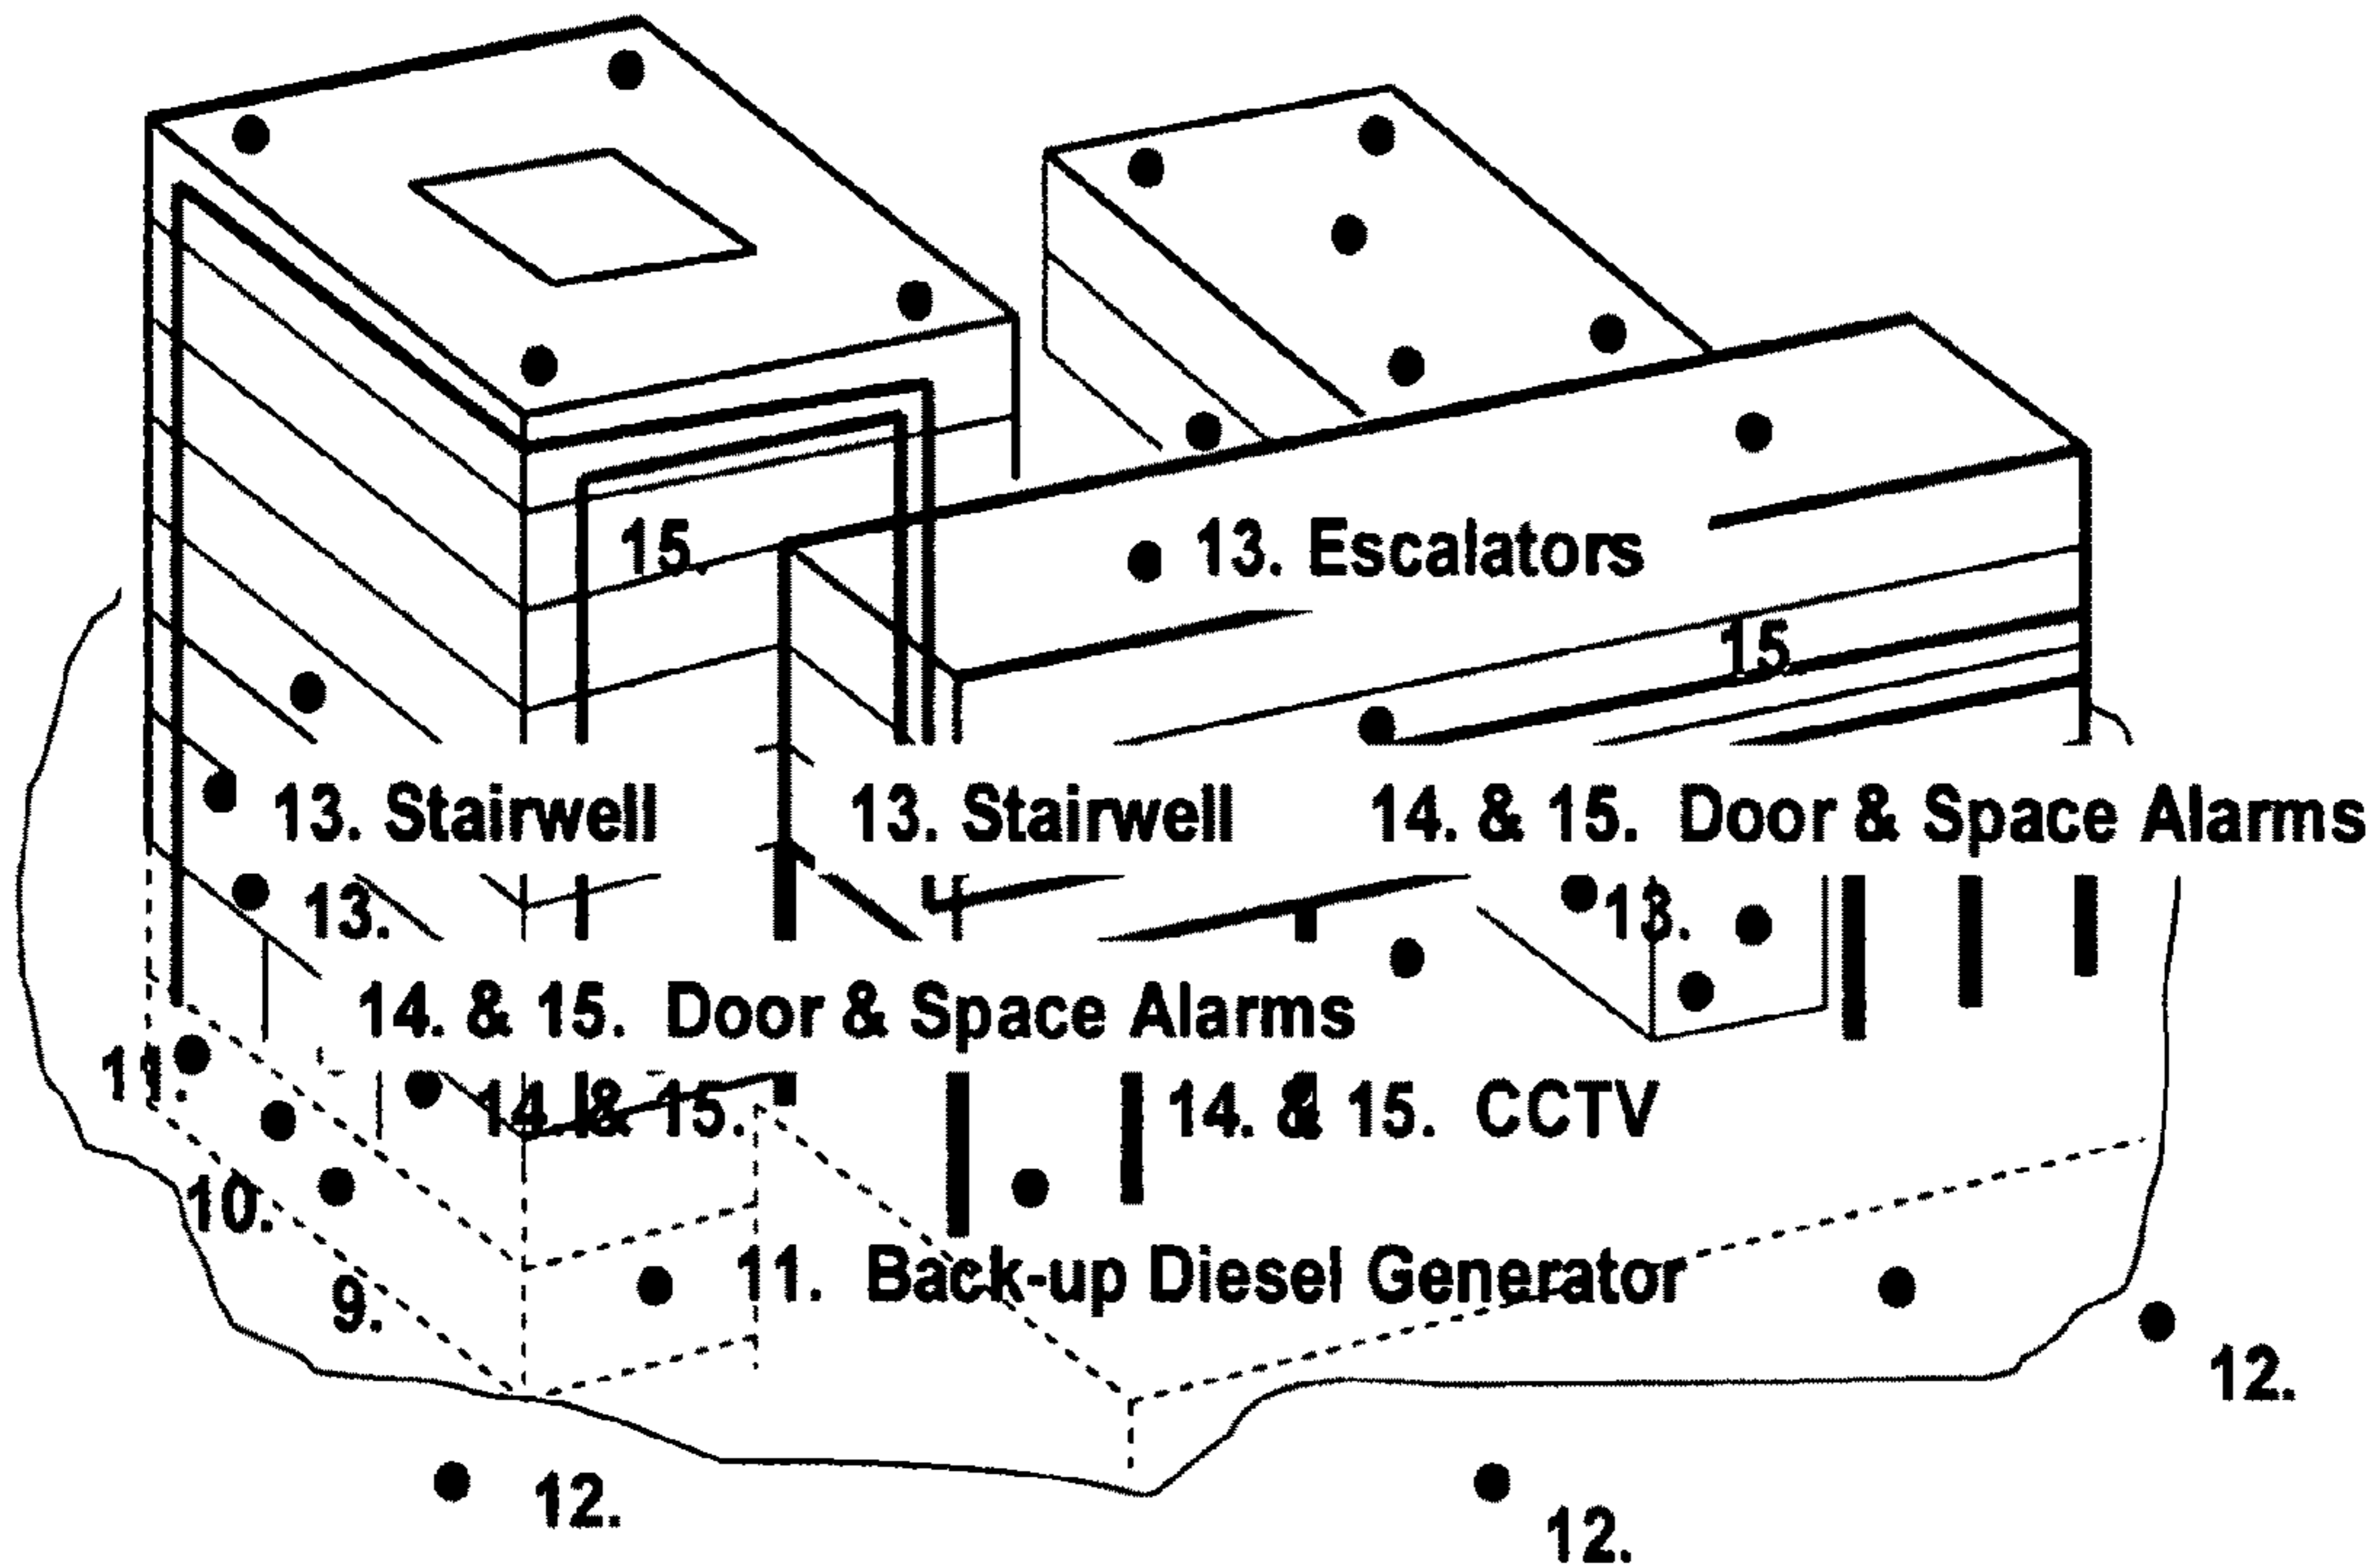 15.
13. Escalators
15.
13. Stairwell
13. Stairwell
14. & 15. Door & Space Alarms
13.
13.
14. & 15. Door & Space Alarms
11.
14. & 15.
14. & 15. CCTV
10.
11. Back-up Diesel Generator
9.
12.
12.
12.